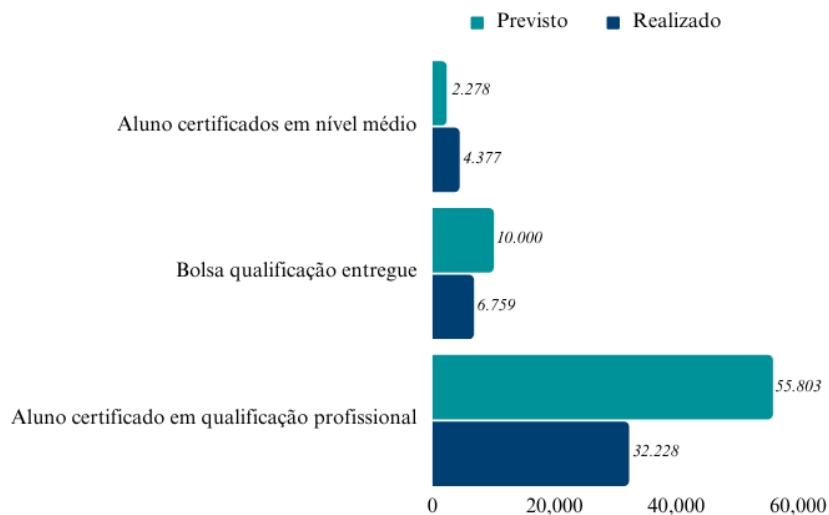 Previsto
Realizado
Aluno certificados em nível médio
2.278
4.377
Bolsa qualificação entregue
10.000
6.759
Aluno certificado em qualificação profissional
55.803
32.228
0
20,000
40,000
60,000